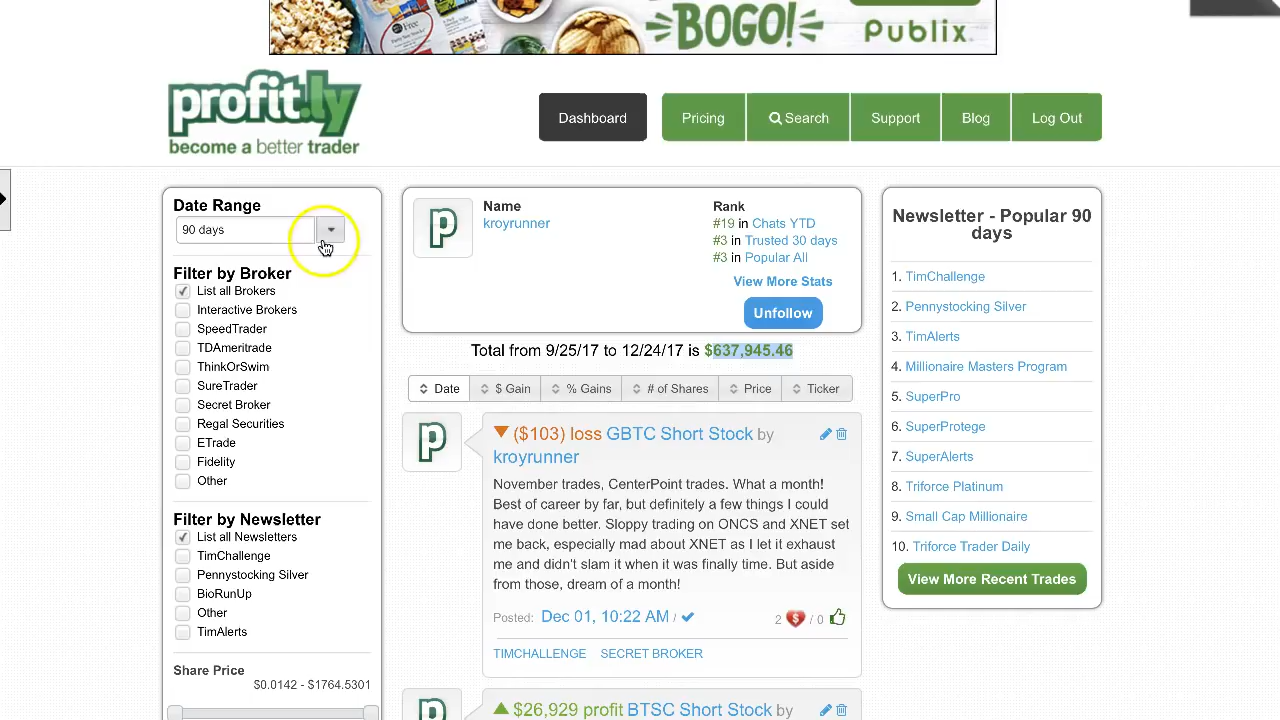 Free
BOGO!
Publix
profit.ly
become a better trader
Dashboard
Pricing
Search
Support
Blog
Log Out
Date Range
90 days
Filter by Broker
List all Brokers
Interactive Brokers
SpeedTrader
TDAmeritrade
ThinkOrSwim
SureTrader
Secret Broker
Regal Securities
ETrade
Fidelity
Other
Filter by Newsletter
List all Newsletters
TimChallenge
Pennystocking Silver
BioRunUp
Other
TimAlerts
Share Price
$0.0142 - $1764.5301
P
Name
kroyrunner
Rank
#19 in Chats YTD
#3 in Trusted 30 days
#3 in Popular All
View More Stats
Unfollow
Total from 9/25/17 to 12/24/17 is $637,945.46
Date
$ Gain
% Gains
# of Shares
Price
Ticker
P
($103) loss GBTC Short Stock by
kroyrunner
November trades, CenterPoint trades. What a month!
Best of career by far, but definitely a few things I could
have done better. Sloppy trading on ONCS and XNET set
me back, especially mad about XNET as I let it exhaust
me and didn't slam it when it was finally time. But aside
from those, dream of a month!
Posted: Dec 01, 10:22 AM /
2 $ / 0
TIMCHALLENGE SECRET BROKER
P
$26,929 profit BTSC Short Stock by
Newsletter - Popular 90
days
1. TimChallenge
2. Pennystocking Silver
3. TimAlerts
4. Millionaire Masters Program
5. SuperPro
6. SuperProtege
7. SuperAlerts
8. Triforce Platinum
9. Small Cap Millionaire
10. Triforce Trader Daily
View More Recent Trades